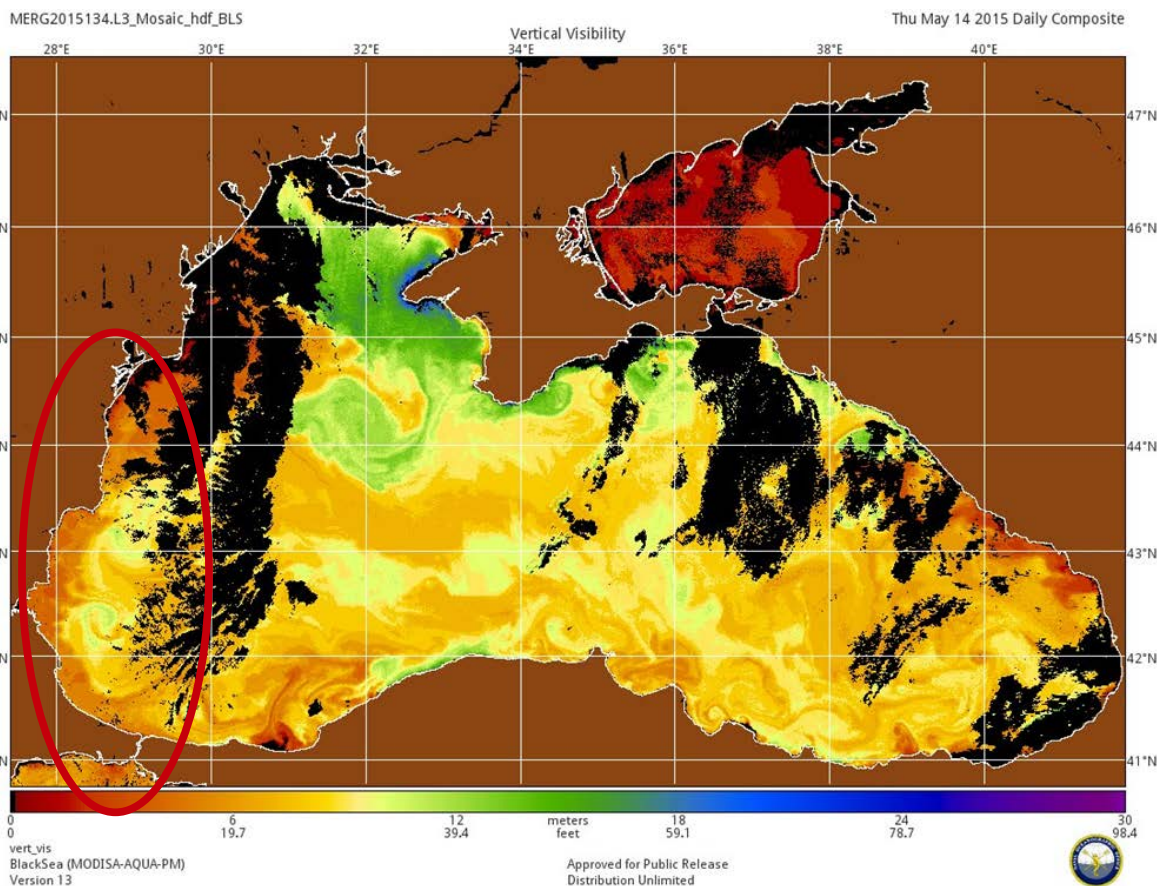 MERG2015134.L3_Mosaic_hdf_BLS
Thu May 14 2015 Daily Composite
Vertical Visibility
28°E 30°E 32°E 34°E 36°E 38°E 40°E
N 47°N
N 46°N
N 45°N
N 44°N
N 43°N
N 42°N
N 41°N
0 6 12 meters 18 24 30
0 19.7 39.4 feet 59.1 78.7 98.4
vert_vis
BlackSea (MODISA-AQUA-PM)
Version 13
Approved for Public Release
Distribution Unlimited